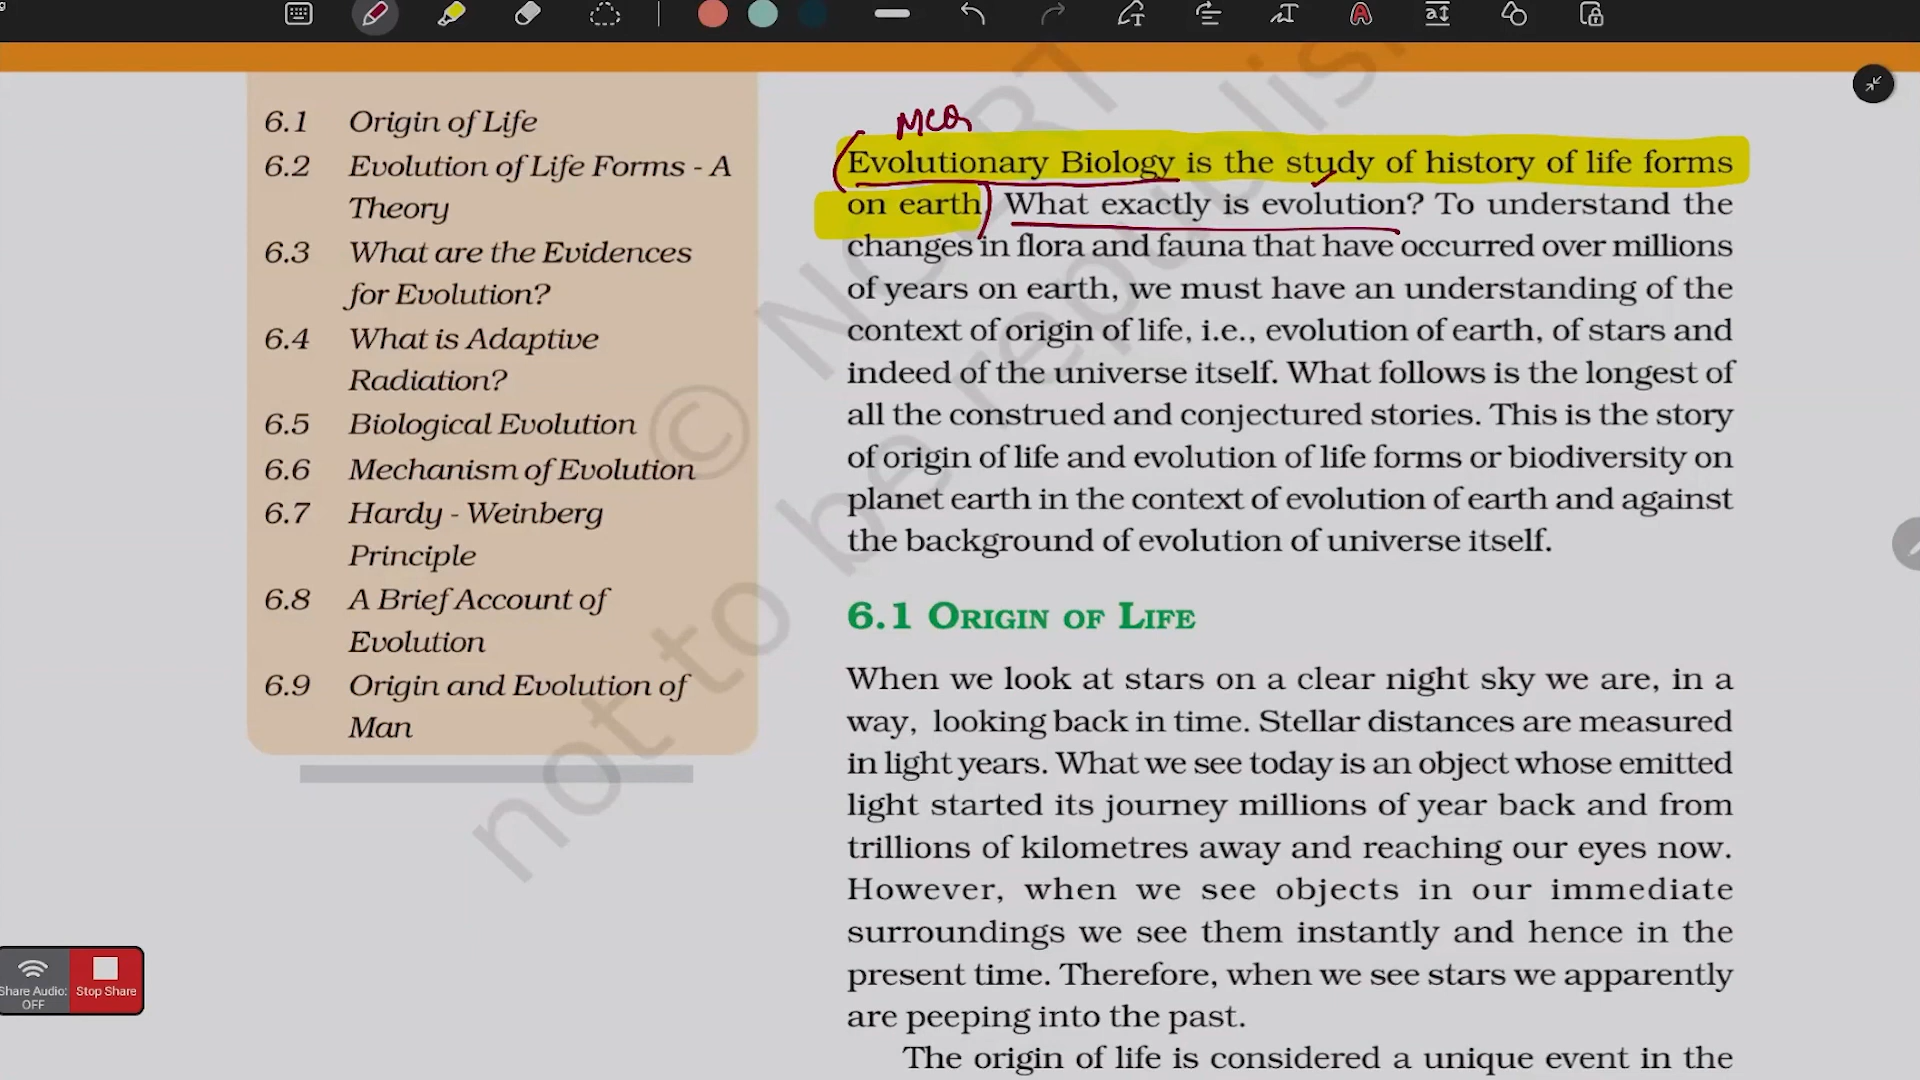 6.1 Origin of Life
6.2 Evolution of Life Forms - A
Theory
6.3 What are the Evidences
for Evolution?
6.4 What is Adaptive
Radiation?
6.5 Biological Evolution
6.6 Mechanism of Evolution
6.7 Hardy - Weinberg
Principle
6.8 A Brief Account of
Evolution
6.9 Origin and Evolution of
Man
MCQ
Evolutionary Biology is the study of history of life forms
on earth What exactly is evolution? To understand the
changes in flora and fauna that have occurred over millions
of years on earth, we must have an understanding of the
context of origin of life, i.e., evolution of earth, of stars and
indeed of the universe itself. What follows is the longest of
all the construed and conjectured stories. This is the story
of origin of life and evolution of life forms or biodiversity on
planet earth in the context of evolution of earth and against
the background of evolution of universe itself.
6.1 ORIGIN OF LIFE
When we look at stars on a clear night sky we are, in a
way, looking back in time. Stellar distances are measured
in light years. What we see today is an object whose emitted
light started its journey millions of year back and from
trillions of kilometres away and reaching our eyes now.
However, when we see objects in our immediate
surroundings we see them instantly and hence in the
present time. Therefore, when we see stars we apparently
are peeping into the past.
The origin of life is considered a unique event in the
© NCERT
not to be republish
Share Audio:
OFF
Stop Share